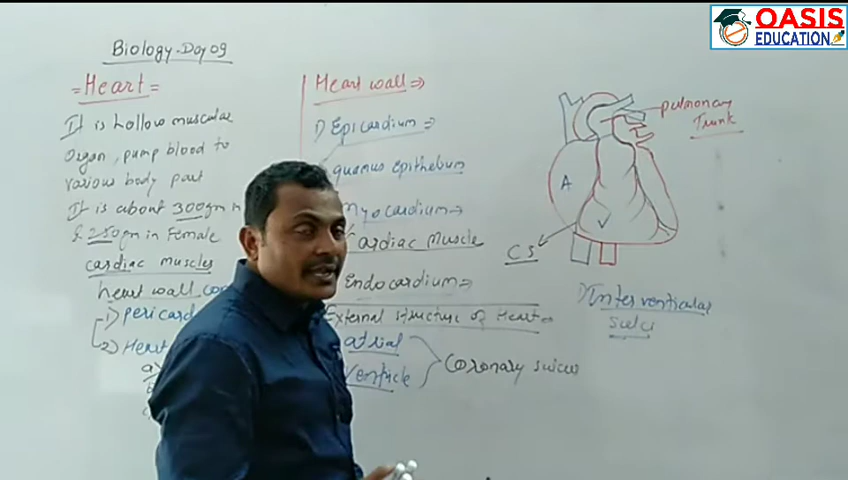 OASIS
EDUCATION
Biology-Day 09
=Heart=
It is hollow muscular
Organ, pump blood to
various body part
It is about 300gm
& 250gm in Female
cardiac muscles
heart wall
1) pericard
2) Heart
Heart wall ⇒
1) Epicardium ⇒
quamus Epithelium
Myocardium ⇒
Cardiac Muscle
Endocardium ⇒
External structure of Heart
atrial
Ventricle
Coronary sulcus
pulmonary
Trunk
A
V
CS
1) Interventricular
sulci